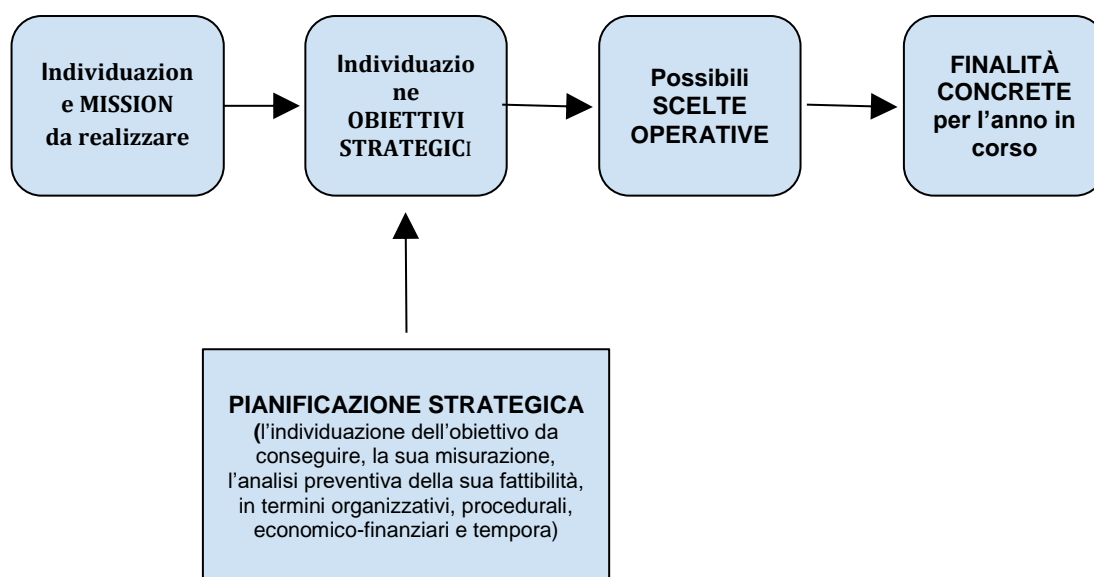 Individuazion
e MISSION
da realizzare
Individuazio
ne
OBIETTIVI
STRATEGICI
Possibili
SCELTE
OPERATIVE
FINALITÀ
CONCRETE
per l’anno in
corso
PIANIFICAZIONE STRATEGICA
(l’individuazione dell’obiettivo da
conseguire, la sua misurazione,
l’analisi preventiva della sua fattibilità,
in termini organizzativi, procedurali,
economico-finanziari e tempora)